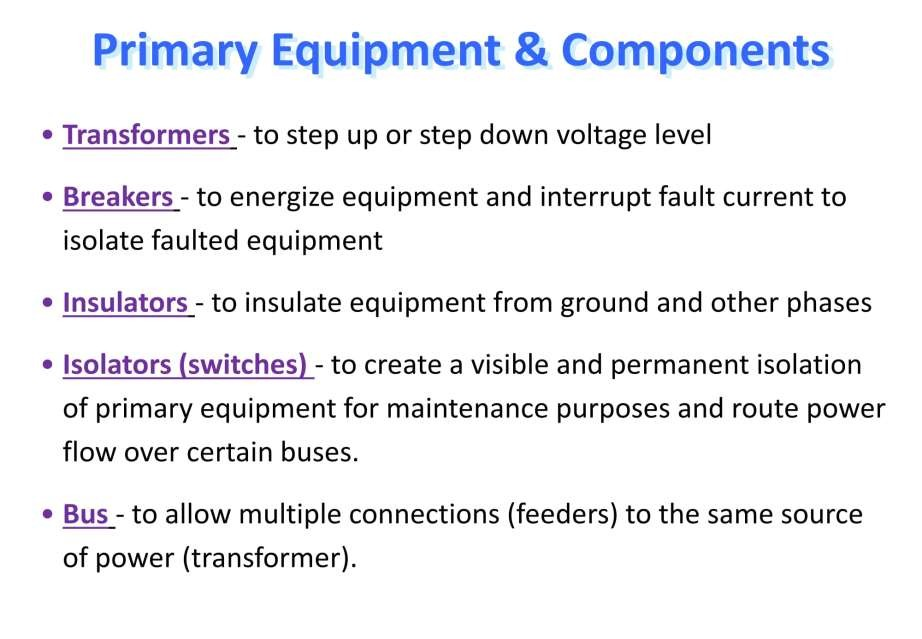 Primary Equipment & Components
• Transformers - to step up or step down voltage level
• Breakers - to energize equipment and interrupt fault current to
isolate faulted equipment
• Insulators - to insulate equipment from ground and other phases
• Isolators (switches) - to create a visible and permanent isolation
of primary equipment for maintenance purposes and route power
flow over certain buses.
• Bus - to allow multiple connections (feeders) to the same source
of power (transformer).